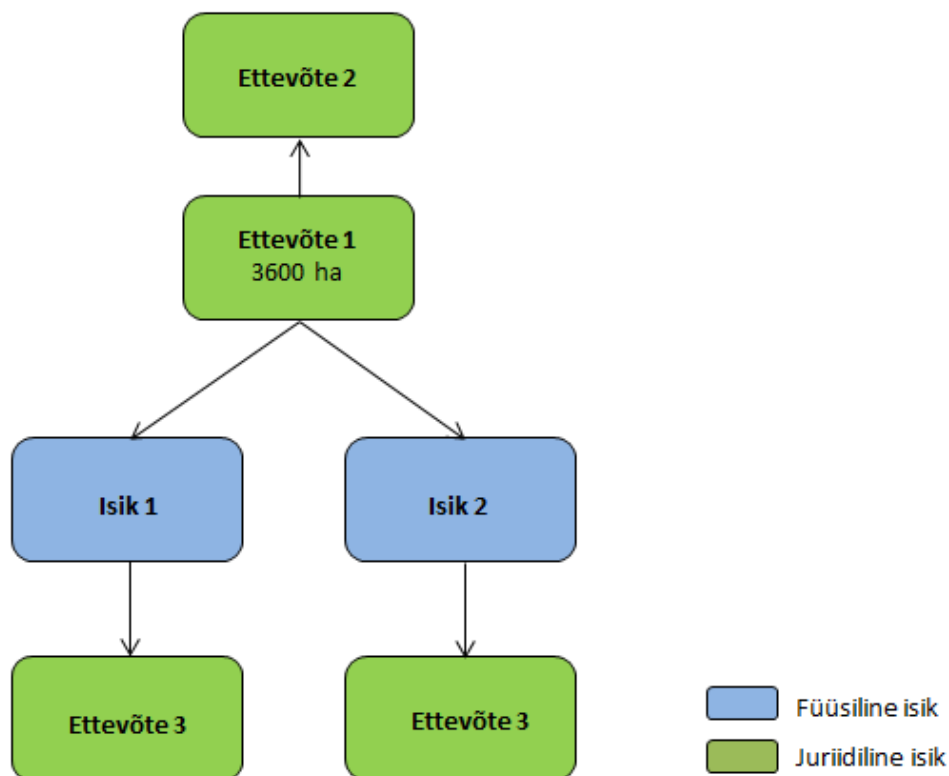 Ettevõte 2
Ettevõte 1
3600 ha
Isik 1
Isik 2
Ettevõte 3
Ettevõte 3
Füüsiline isik
Juriidiline isik